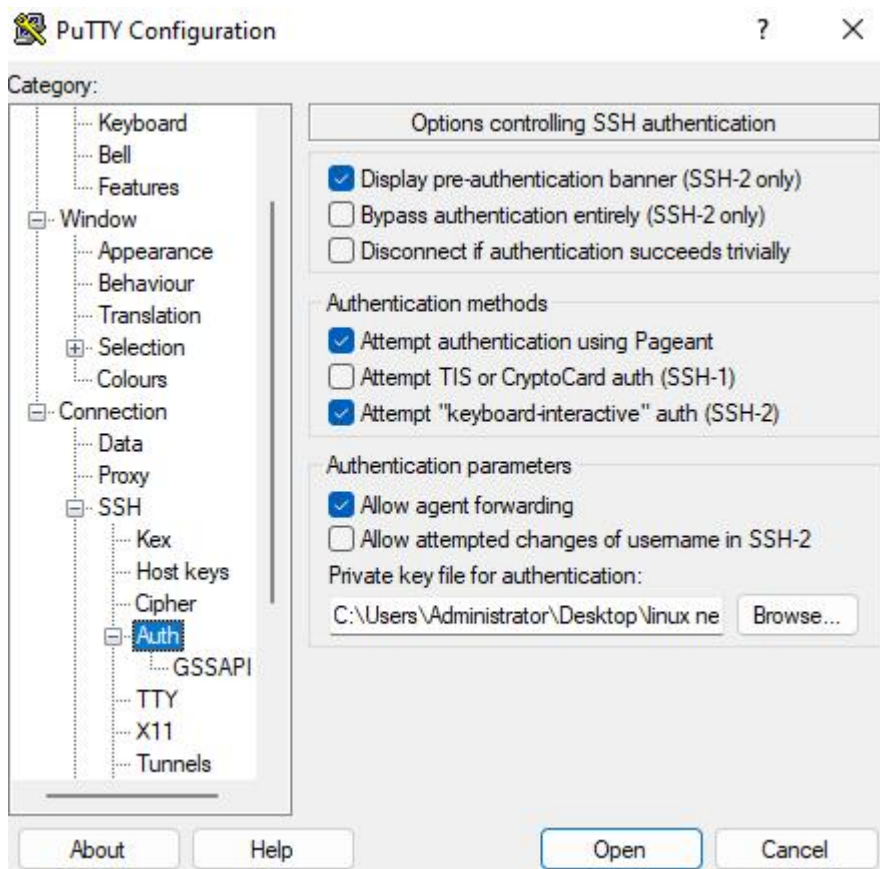 PuTTY Configuration
?
Category:
Keyboard
Bell
Features
Window
Appearance
Behaviour
Translation
Selection
Colours
Connection
Data
Proxy
SSH
Kex
Host keys
Cipher
Auth
GSSAPI
TTY
X11
Tunnels
Options controlling SSH authentication
Display pre-authentication banner (SSH-2 only)
Bypass authentication entirely (SSH-2 only)
Disconnect if authentication succeeds trivially
Authentication methods
Attempt authentication using Pageant
Attempt TIS or CryptoCard auth (SSH-1)
Attempt "keyboard-interactive" auth (SSH-2)
Authentication parameters
Allow agent forwarding
Allow attempted changes of username in SSH-2
Private key file for authentication:
C:\Users\Administrator\Desktop\linux ne
Browse...
About
Help
Open
Cancel